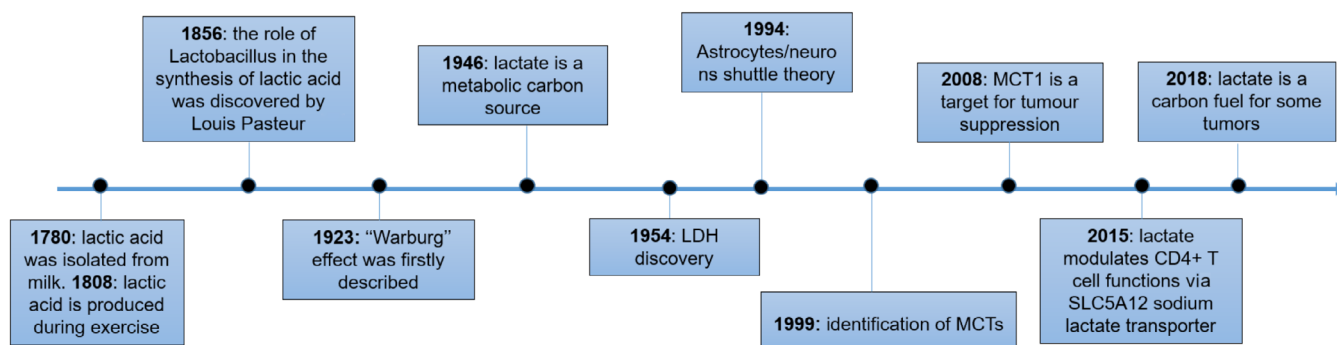 1780: lactic acid
was isolated from
milk. 1808: lactic
acid is produced
during exercise
1856: the role of
Lactobacillus in the
synthesis of lactic acid
was discovered by
Louis Pasteur
1923: “Warburg”
effect was firstly
described
1946: lactate is a
metabolic carbon
source
1954: LDH
discovery
1994:
Astrocytes/neuro
ns shuttle theory
1999: identification of MCTs
2008: MCT1 is a
target for tumour
suppression
2015: lactate
modulates CD4+ T
cell functions via
SLC5A12 sodium
lactate transporter
2018: lactate is a
carbon fuel for some
tumors